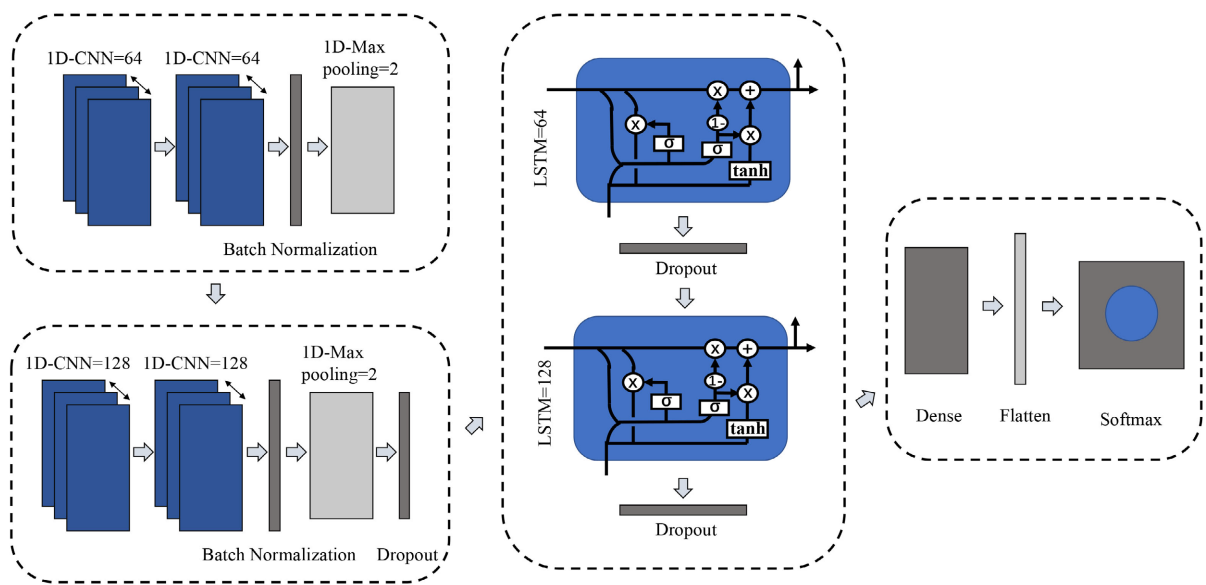 1D-CNN=64
1D-CNN=64
1D-Max
pooling=2
Batch Normalization
1D-CNN=128
1D-CNN=128
1D-Max
pooling=2
Batch Normalization
Dropout
LSTM=64
X
+
1-
X
X
σ
σ
tanh
Dropout
LSTM=128
X
+
1-
X
X
σ
σ
tanh
Dropout
Dense
Flatten
Softmax